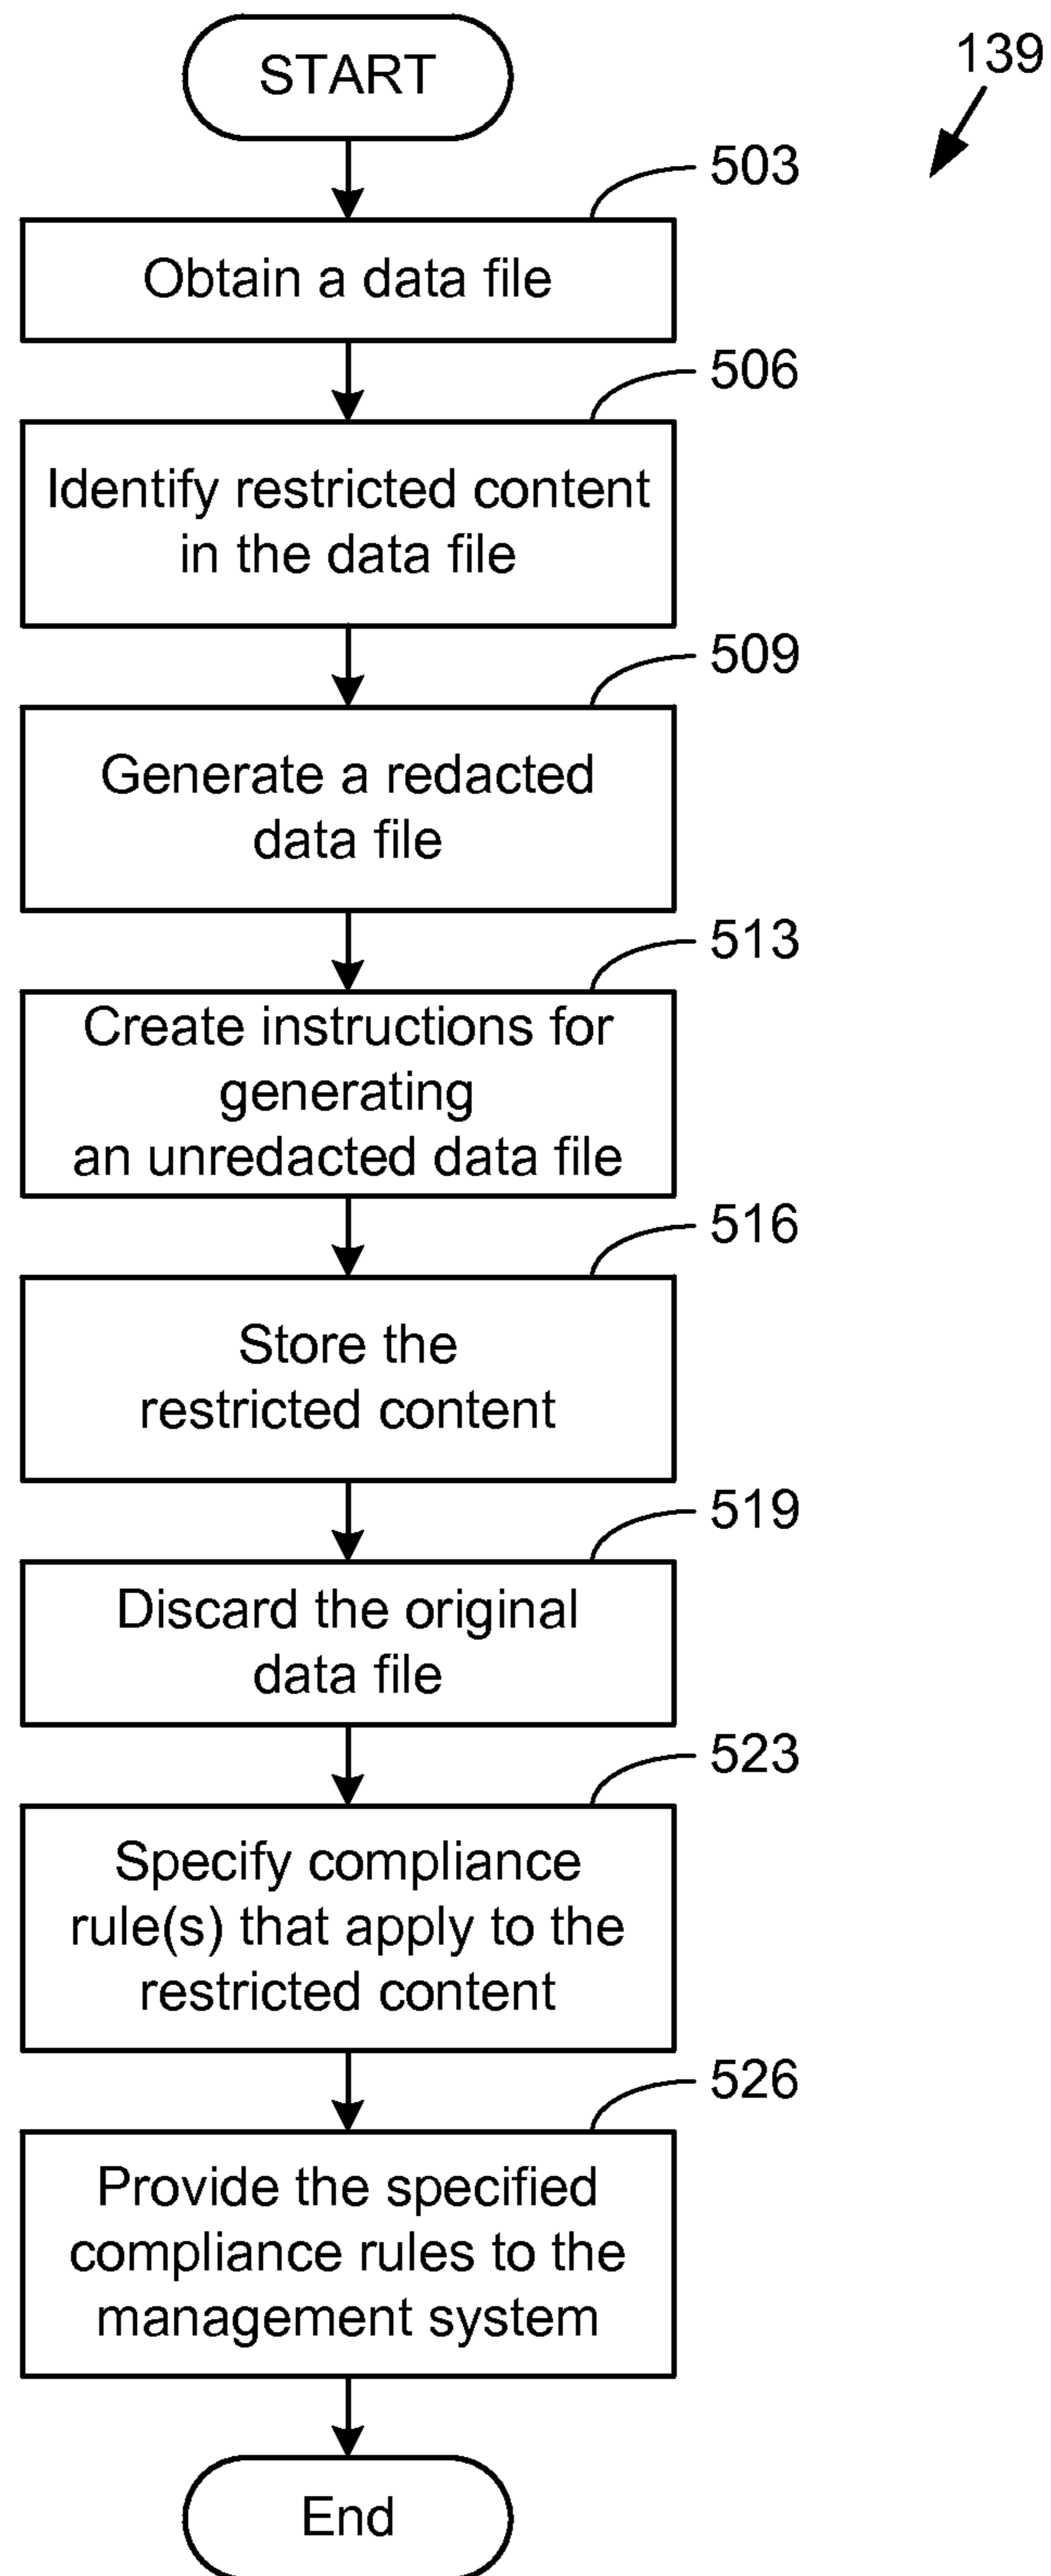 START
139
503
Obtain a data file
506
Identify restricted content
in the data file
509
Generate a redacted
data file
513
Create instructions for
generating
an unredacted data file
516
Store the
restricted content
519
Discard the original
data file
523
Specify compliance
rule(s) that apply to the
restricted content
526
Provide the specified
compliance rules to the
management system
End